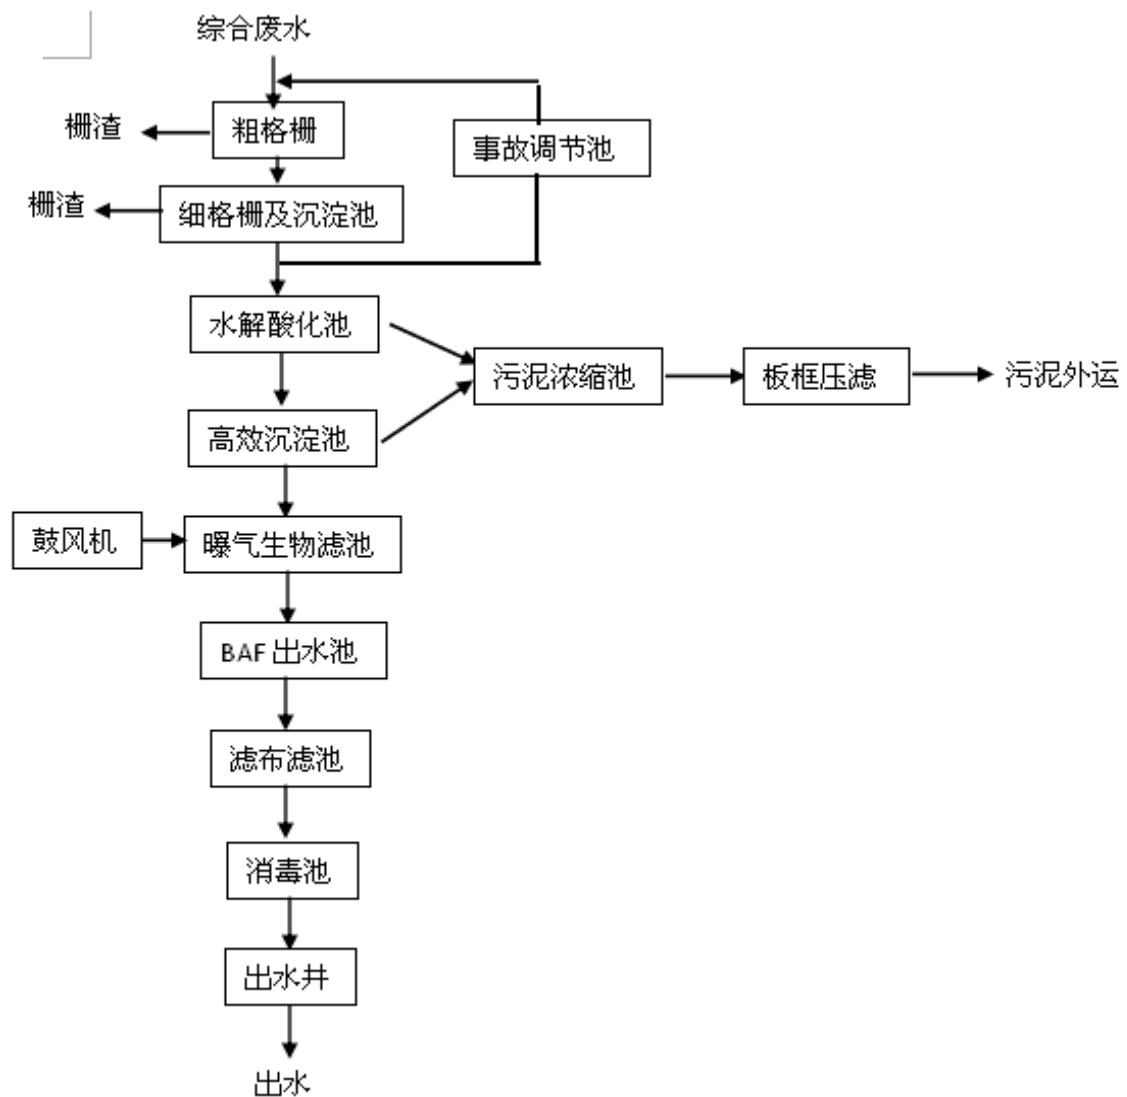 综合废水
栅渣
粗格栅
事故调节池
栅渣
细格栅及沉淀池
水解酸化池
污泥浓缩池
板框压滤
污泥外运
高效沉淀池
鼓风机
曝气生物滤池
BAF 出水池
滤布滤池
消毒池
出水井
出水